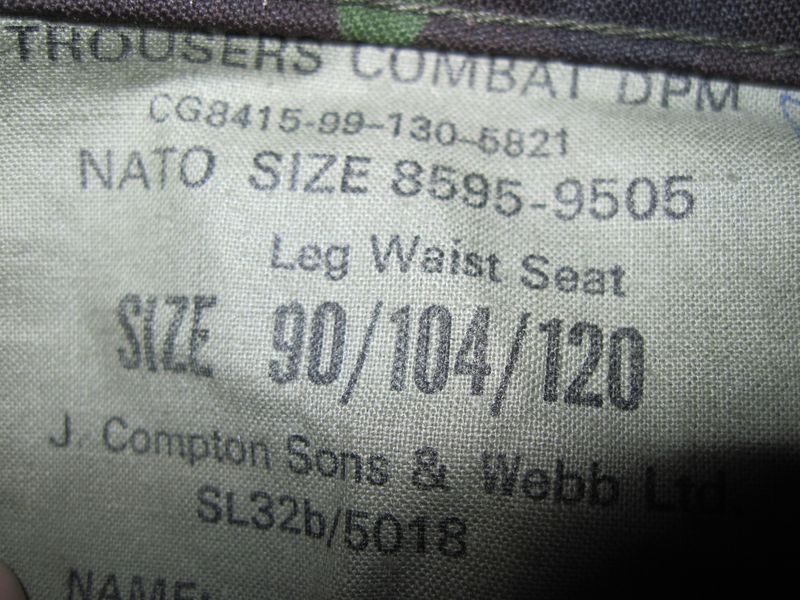 TROUSERS COMBAT DPM
CG8415-99-130-5821
NATO SIZE 8595-9505
Leg Waist Seat
SIZE 90/104/120
J. Compton Sons & Webb Ltd.
SL32b/5018
NAME: